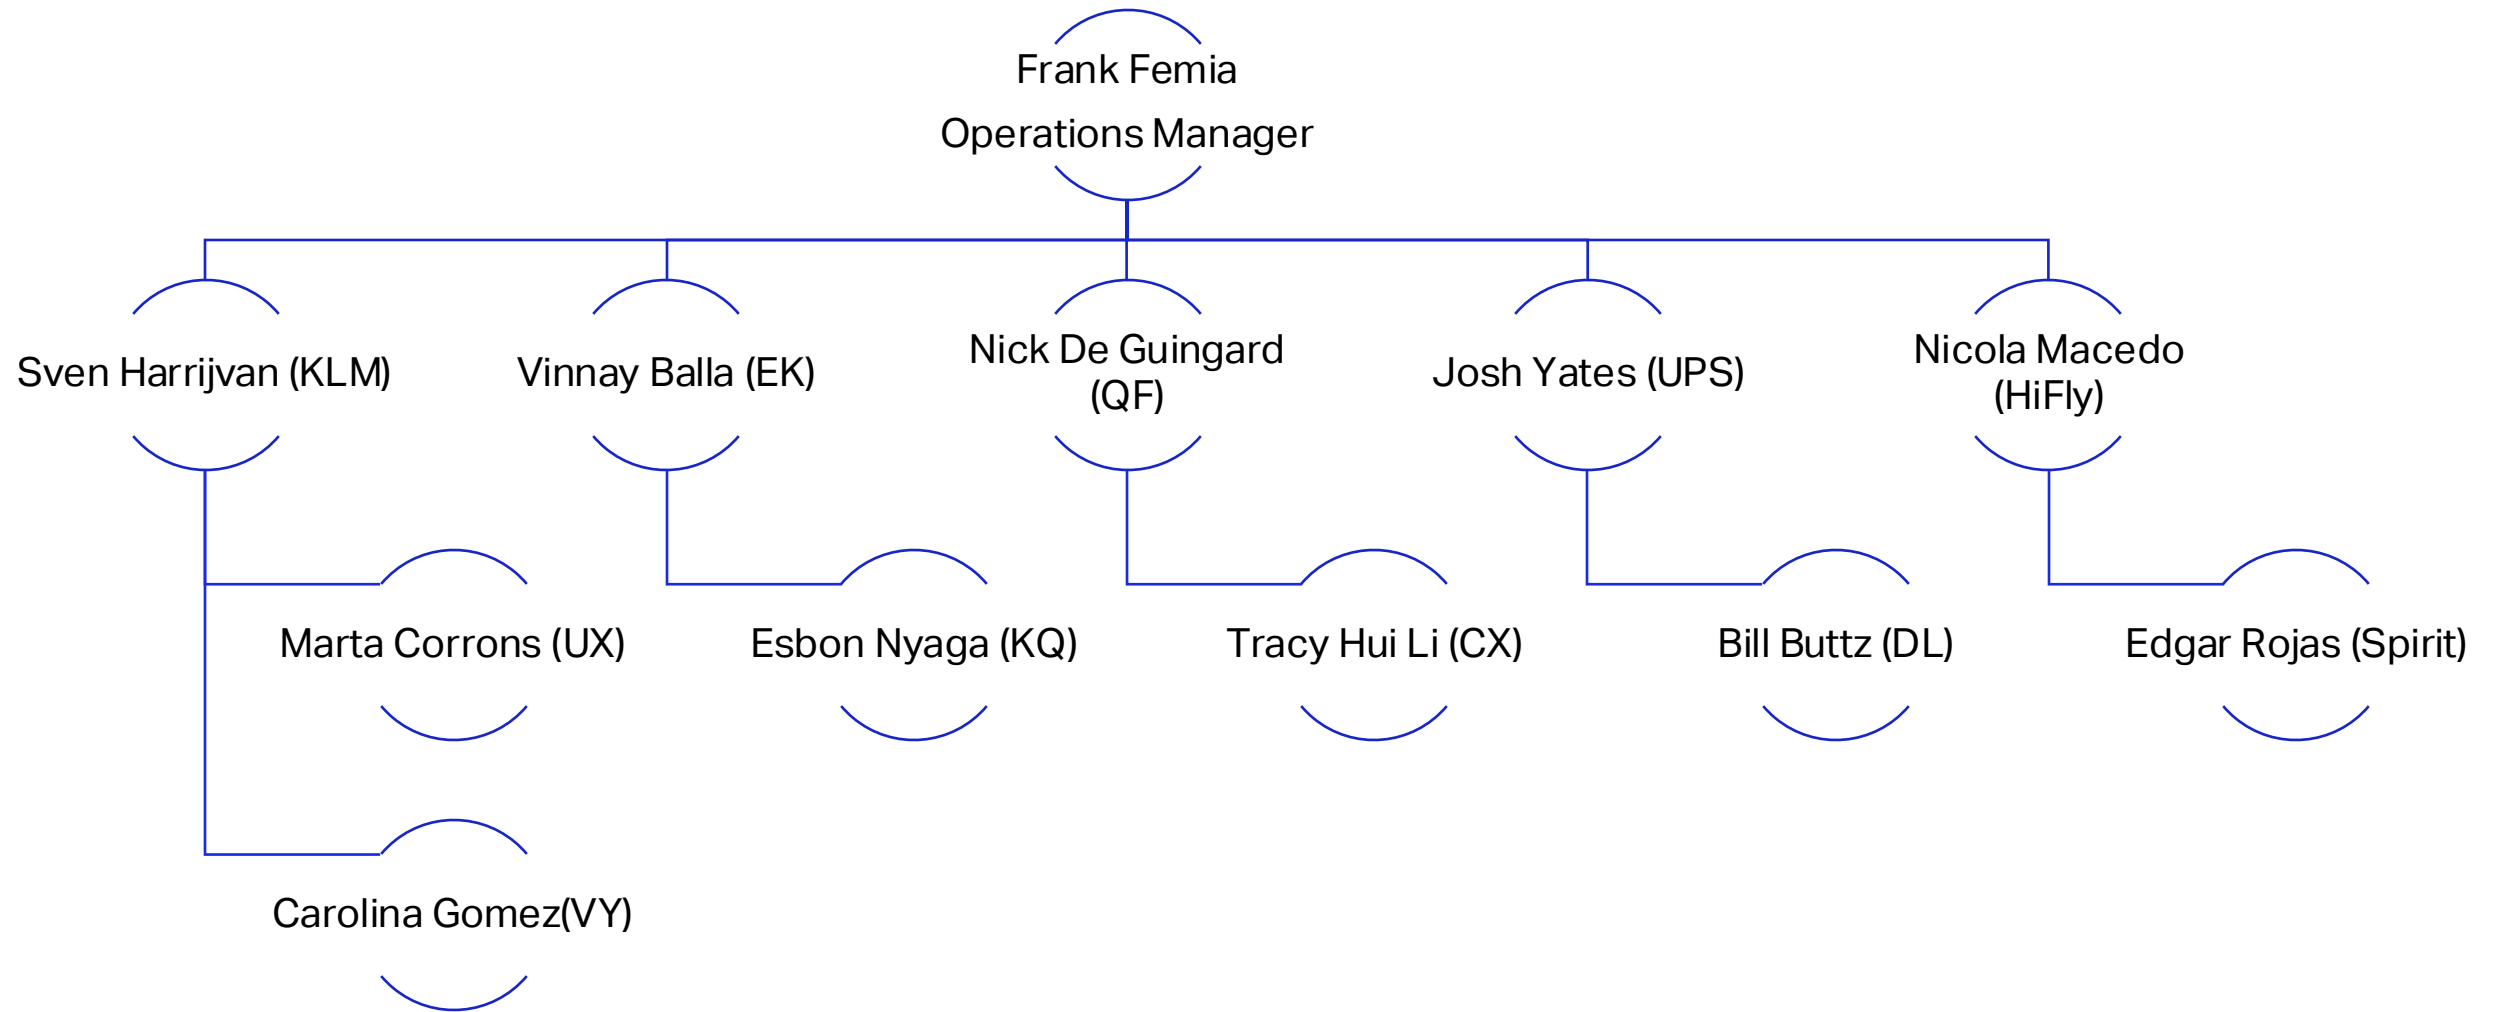 Frank Femia
Operations Manager
Sven Harrijvan (KLM)
Vinnay Balla (EK)
Nick De Guingard
(QF)
Josh Yates (UPS)
Nicola Macedo
(HiFly)
Marta Corrons (UX)
Esbon Nyaga (KQ)
Tracy Hui Li (CX)
Bill Buttz (DL)
Edgar Rojas (Spirit)
Carolina Gomez(VY)